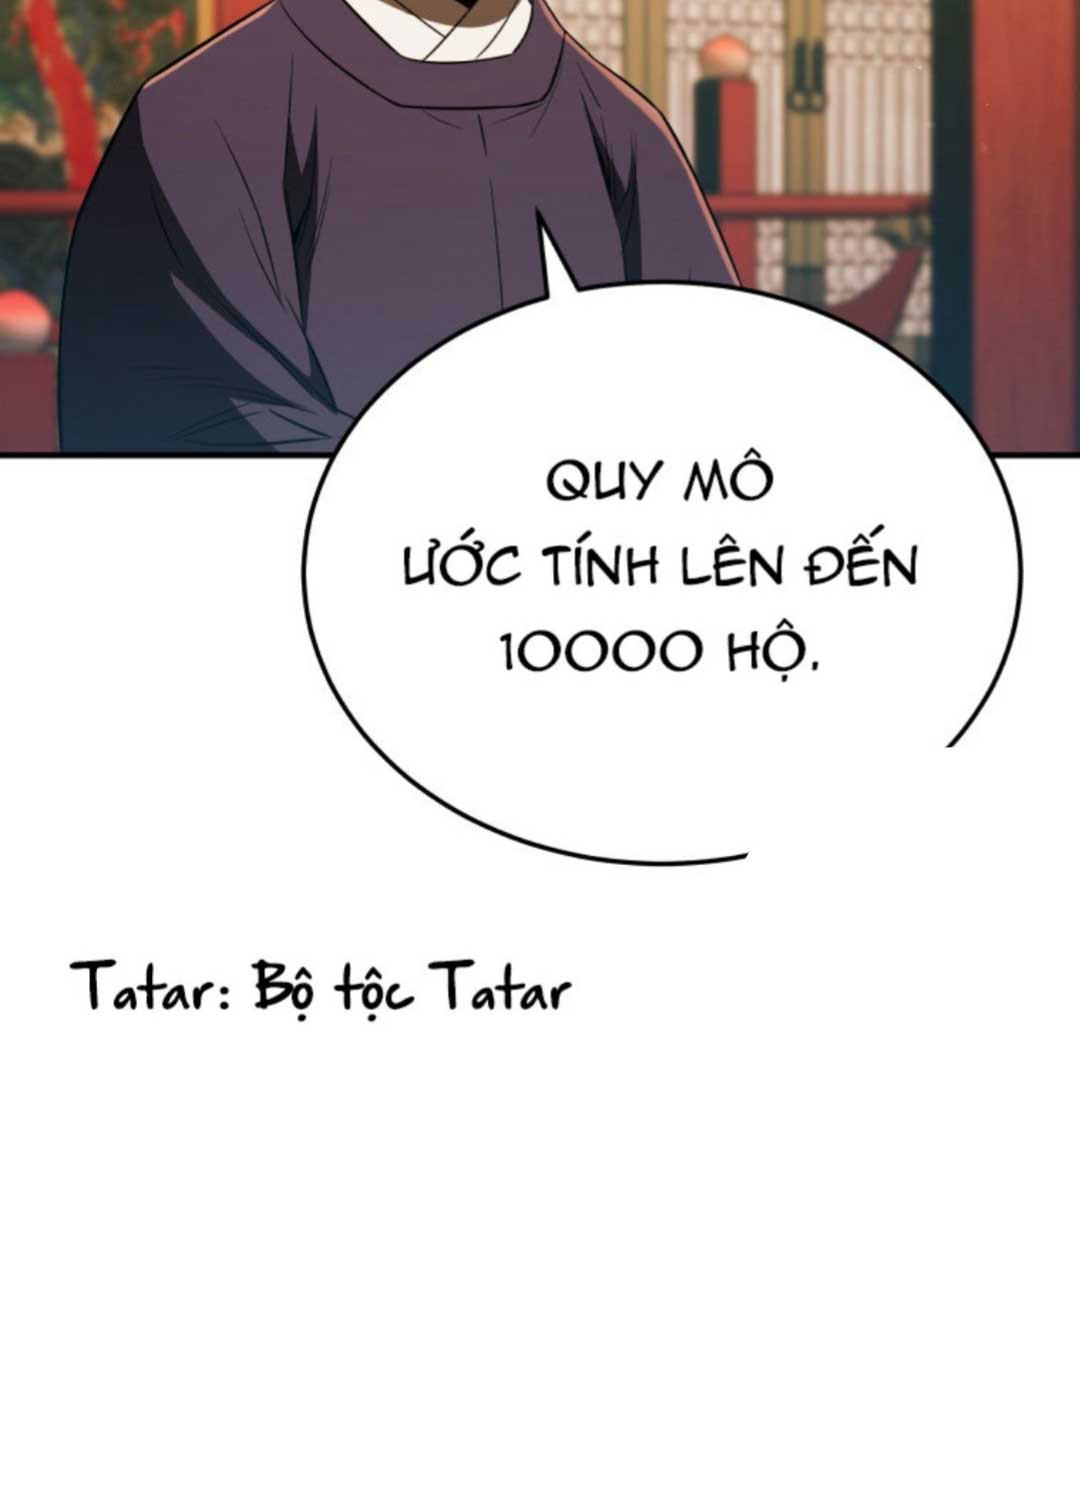 QUY MÔ
ƯỚC TÍNH LÊN ĐẾN
10000 HỘ.
Tatar: Bộ tộc Tatar